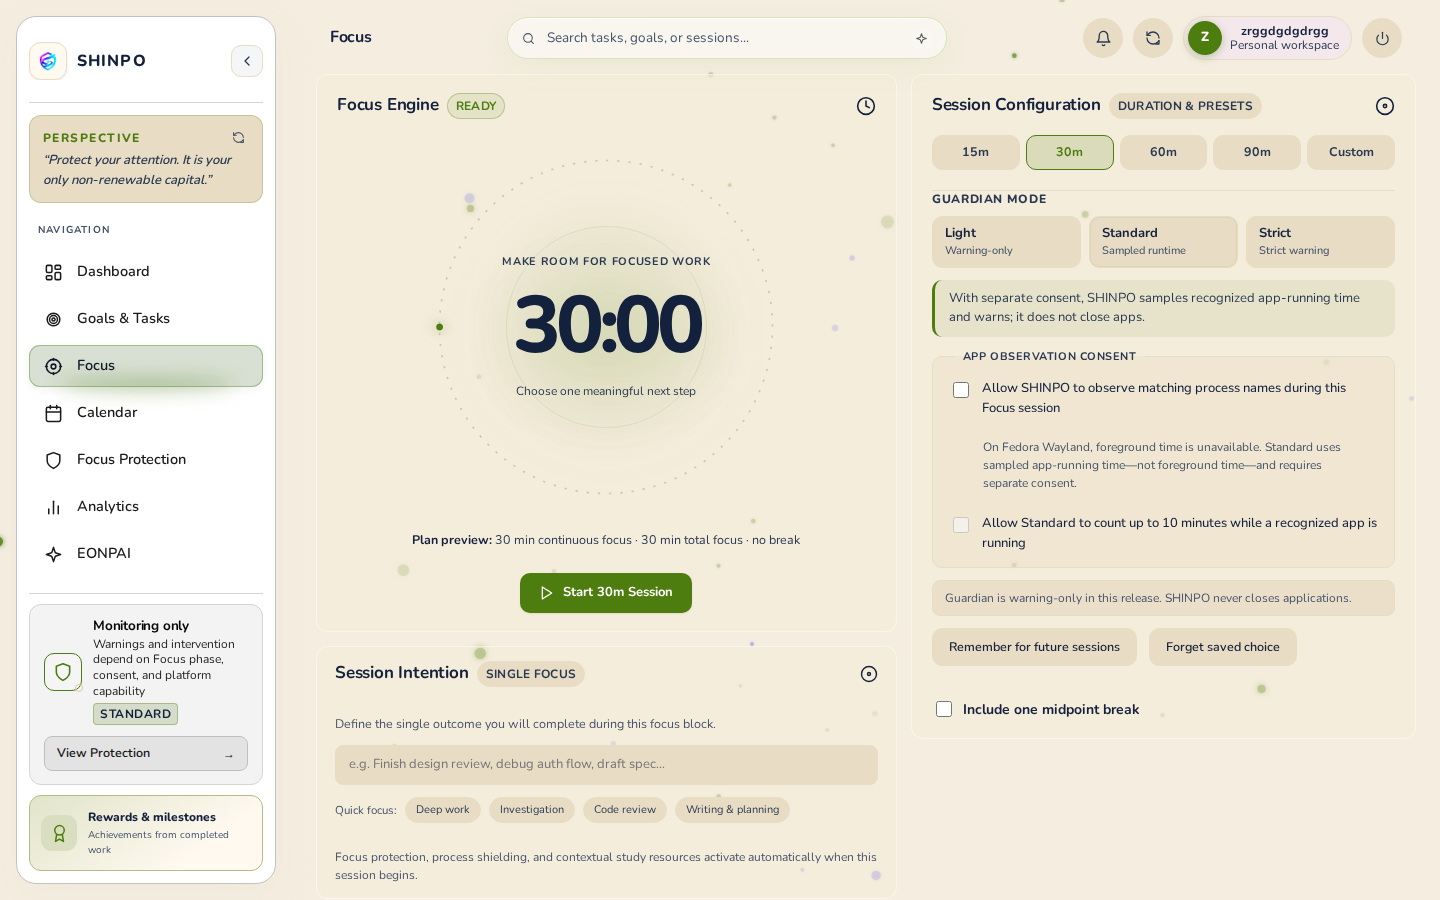 SHINPO
PERSPECTIVE
“Protect your attention. It is your
only non-renewable capital.”
NAVIGATION
Dashboard
Goals & Tasks
Focus
Calendar
Focus Protection
Analytics
EONPAI
Monitoring only
Warnings and intervention
depend on Focus phase,
consent, and platform
capability
STANDARD
View Protection →
Rewards & milestones
Achievements from completed
work
Focus
Search tasks, goals, or sessions...
Z
zrggdgdgdrgg
Personal workspace
Focus Engine READY
MAKE ROOM FOR FOCUSED WORK
30:00
Choose one meaningful next step
Plan preview: 30 min continuous focus · 30 min total focus · no break
Start 30m Session
Session Intention SINGLE FOCUS
Define the single outcome you will complete during this focus block.
e.g. Finish design review, debug auth flow, draft spec...
Quick focus: Deep work Investigation Code review Writing & planning
Focus protection, process shielding, and contextual study resources activate automatically when this
session begins.
Session Configuration DURATION & PRESETS
15m 30m 60m 90m Custom
GUARDIAN MODE
Light Standard Strict
Warning-only Sampled runtime Strict warning
With separate consent, SHINPO samples recognized app-running time
and warns; it does not close apps.
APP OBSERVATION CONSENT
Allow SHINPO to observe matching process names during this
Focus session
On Fedora Wayland, foreground time is unavailable. Standard uses
sampled app-running time—not foreground time—and requires
separate consent.
Allow Standard to count up to 10 minutes while a recognized app is
running
Guardian is warning-only in this release. SHINPO never closes applications.
Remember for future sessions Forget saved choice
Include one midpoint break